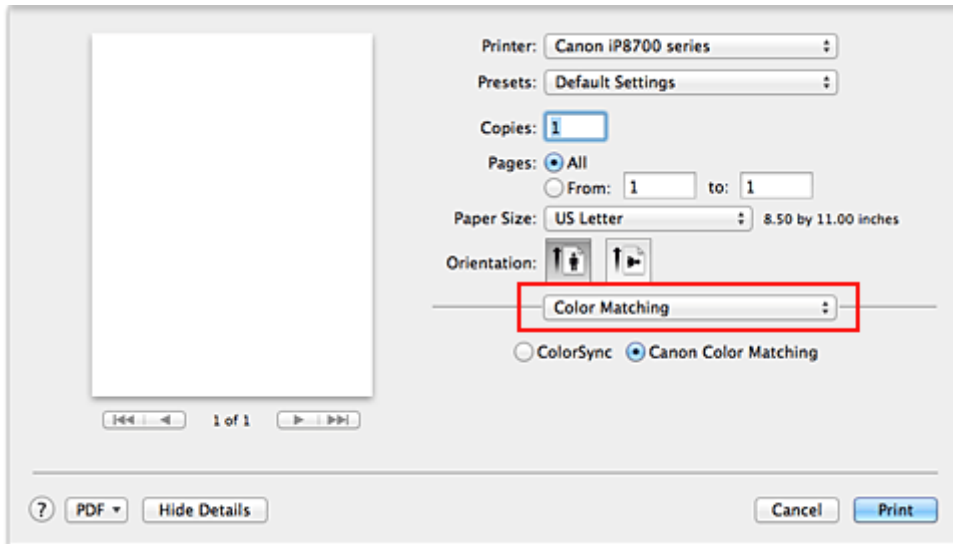 Printer: Canon iP8700 series
Presets: Default Settings
Copies: 1
Pages: All
From: 1 to: 1
Paper Size: US Letter 8.50 by 11.00 inches
Orientation:
Color Matching
ColorSync Canon Color Matching
1 of 1
? PDF Hide Details Cancel Print